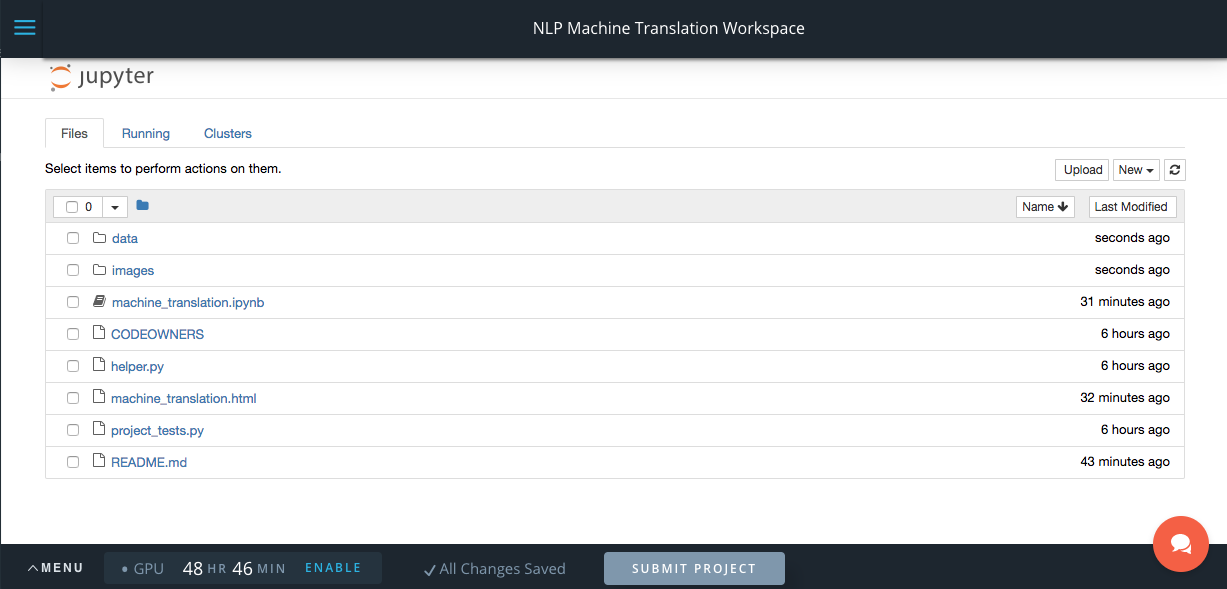 NLP Machine Translation Workspace
jupyter
Files Running Clusters
Select items to perform actions on them.
Upload New
0 Name Last Modified
data seconds ago
images seconds ago
machine_translation.ipynb 31 minutes ago
CODEOWNERS 6 hours ago
helper.py 6 hours ago
machine_translation.html 32 minutes ago
project_tests.py 6 hours ago
README.md 43 minutes ago
MENU GPU 48 HR 46 MIN ENABLE All Changes Saved SUBMIT PROJECT